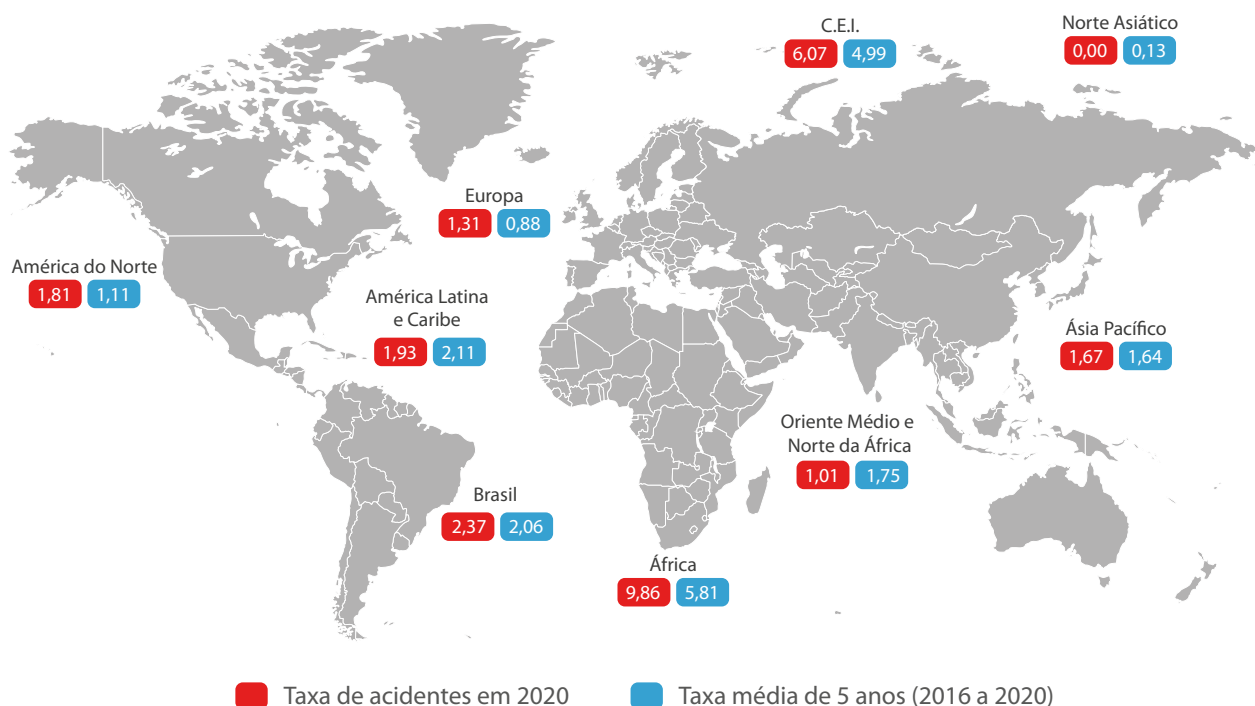 C.E.I.
6,07 4,99
Norte Asiático
0,00 0,13
Europa
1,31 0,88
América do Norte
1,81 1,11
América Latina
e Caribe
1,93 2,11
Ásia Pacífico
1,67 1,64
Oriente Médio e
Norte da África
1,01 1,75
Brasil
2,37 2,06
África
9,86 5,81
Taxa de acidentes em 2020 Taxa média de 5 anos (2016 a 2020)